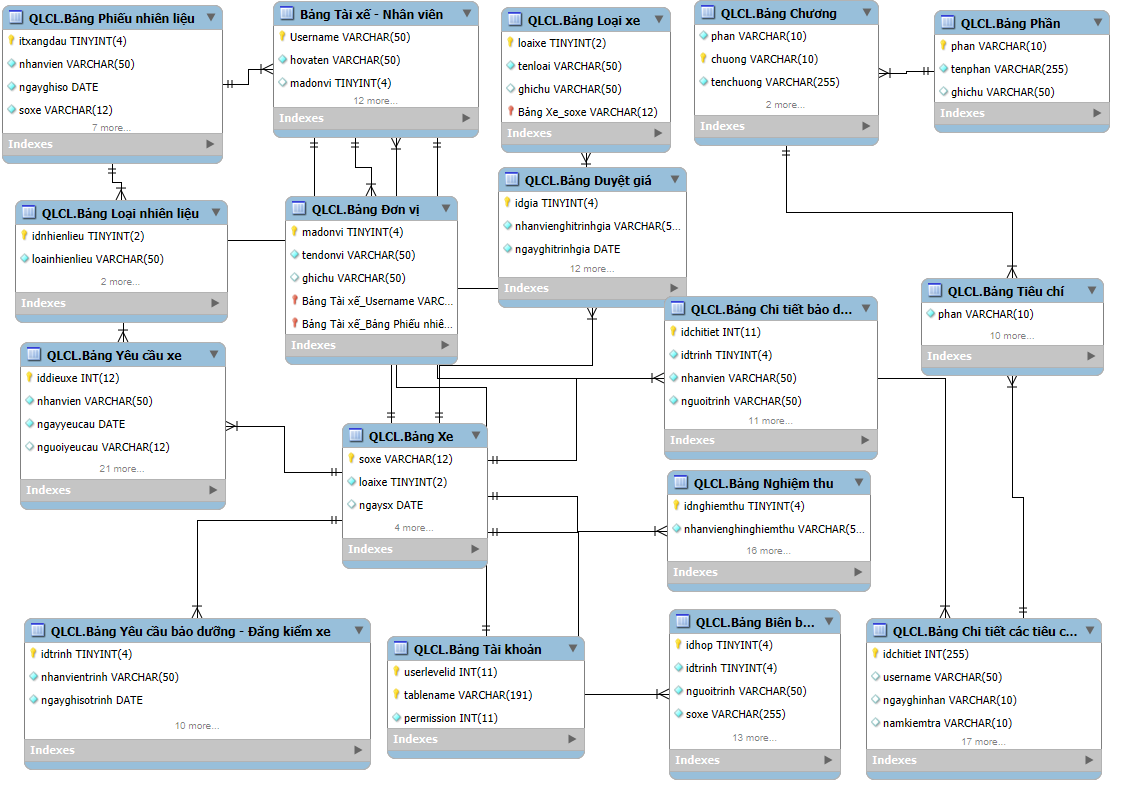 QLCL.Bảng Phiếu nhiên liệu
itxangdau TINYINT(4)
nhanvien VARCHAR(50)
ngayghiso DATE
soxe VARCHAR(12)
7 more...
Indexes
Bảng Tài xế - Nhân viên
Username VARCHAR(50)
hovaten VARCHAR(50)
madonvi TINYINT(4)
12 more...
Indexes
QLCL.Bảng Loại xe
loaixe TINYINT(2)
tenloai VARCHAR(50)
ghichu VARCHAR(50)
Bảng Xe_soxe VARCHAR(12)
Indexes
QLCL.Bảng Chương
phan VARCHAR(10)
chuong VARCHAR(10)
tenchuong VARCHAR(255)
2 more...
Indexes
QLCL.Bảng Phần
phan VARCHAR(10)
tenphan VARCHAR(255)
ghichu VARCHAR(50)
Indexes
QLCL.Bảng Loại nhiên liệu
idnhienlieu TINYINT(2)
loainhienlieu VARCHAR(50)
2 more...
Indexes
QLCL.Bảng Đơn vị
madonvi TINYINT(4)
tendonvi VARCHAR(50)
ghichu VARCHAR(50)
Bảng Tài xế_Username VARC...
Bảng Tài xế_Bảng Phiếu nhiê...
Indexes
QLCL.Bảng Duyệt giá
idgia TINYINT(4)
nhanvienghitrinhgia VARCHAR(5...
ngayghitrinhgia DATE
12 more...
Indexes
QLCL.Bảng Chi tiết bảo d...
idchitiet INT(11)
idtrinh TINYINT(4)
nhanvien VARCHAR(50)
nguoitrinh VARCHAR(50)
11 more...
Indexes
QLCL.Bảng Tiêu chí
phan VARCHAR(10)
10 more...
Indexes
QLCL.Bảng Yêu cầu xe
iddieuxe INT(12)
nhanvien VARCHAR(50)
ngayyeucau DATE
nguoiyeucau VARCHAR(12)
21 more...
Indexes
QLCL.Bảng Xe
soxe VARCHAR(12)
loaixe TINYINT(2)
ngaysx DATE
4 more...
Indexes
QLCL.Bảng Nghiệm thu
idnghiemthu TINYINT(4)
nhanvienghinghiemthu VARCHAR(5...
16 more...
Indexes
QLCL.Bảng Yêu cầu bảo dưỡng - Đăng kiểm xe
idtrinh TINYINT(4)
nhanvientrinh VARCHAR(50)
ngayghisotrinh DATE
10 more...
Indexes
QLCL.Bảng Tài khoản
userlevelid INT(11)
tablename VARCHAR(191)
permission INT(11)
Indexes
QLCL.Bảng Biên b...
idhop TINYINT(4)
idtrinh TINYINT(4)
nguoitrinh VARCHAR(50)
soxe VARCHAR(255)
13 more...
Indexes
QLCL.Bảng Chi tiết các tiêu c...
idchitiet INT(255)
username VARCHAR(50)
ngayghinhan VARCHAR(10)
namkiemtra VARCHAR(10)
17 more...
Indexes